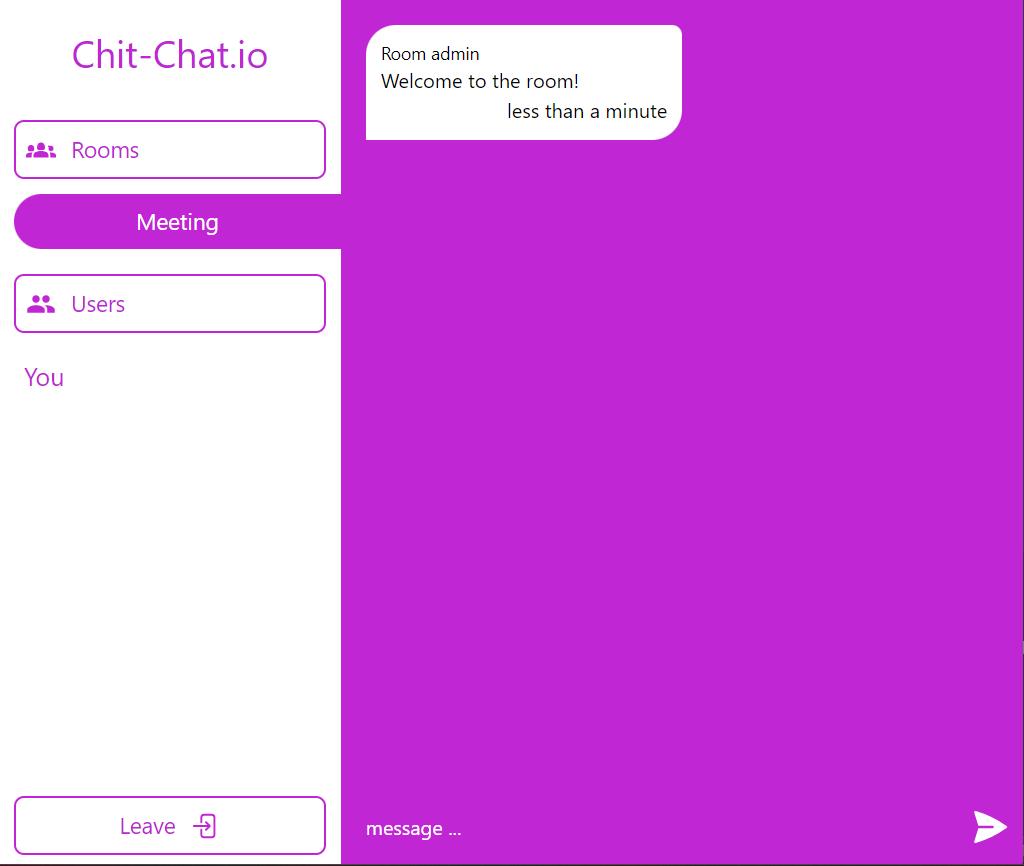 Chit-Chat.io
Rooms
Meeting
Users
You
Leave
Room admin
Welcome to the room!
less than a minute
message ...